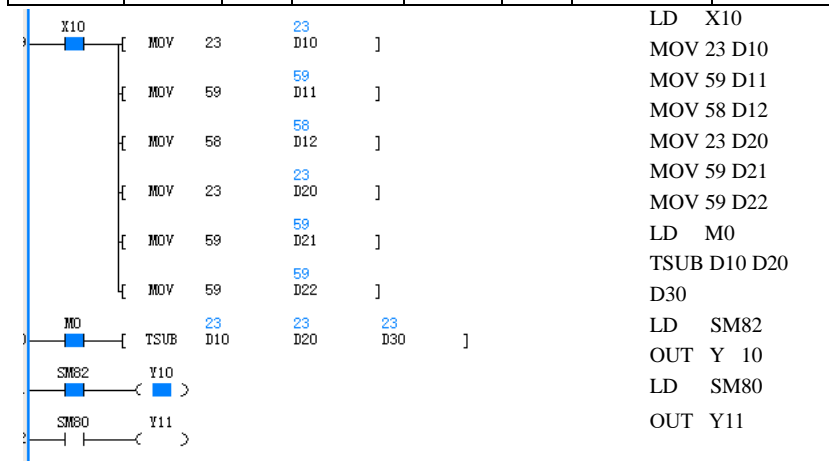 X10
23
[ MOV 23 D10 ]
59
[ MOV 59 D11 ]
58
[ MOV 58 D12 ]
23
[ MOV 23 D20 ]
59
[ MOV 59 D21 ]
59
[ MOV 59 D22 ]
M0 23 23 23
[ TSUB D10 D20 D30 ]
SM82 Y10
SM80 Y11
LD X10
MOV 23 D10
MOV 59 D11
MOV 58 D12
MOV 23 D20
MOV 59 D21
MOV 59 D22
LD M0
TSUB D10 D20
D30
LD SM82
OUT Y 10
LD SM80
OUT Y11